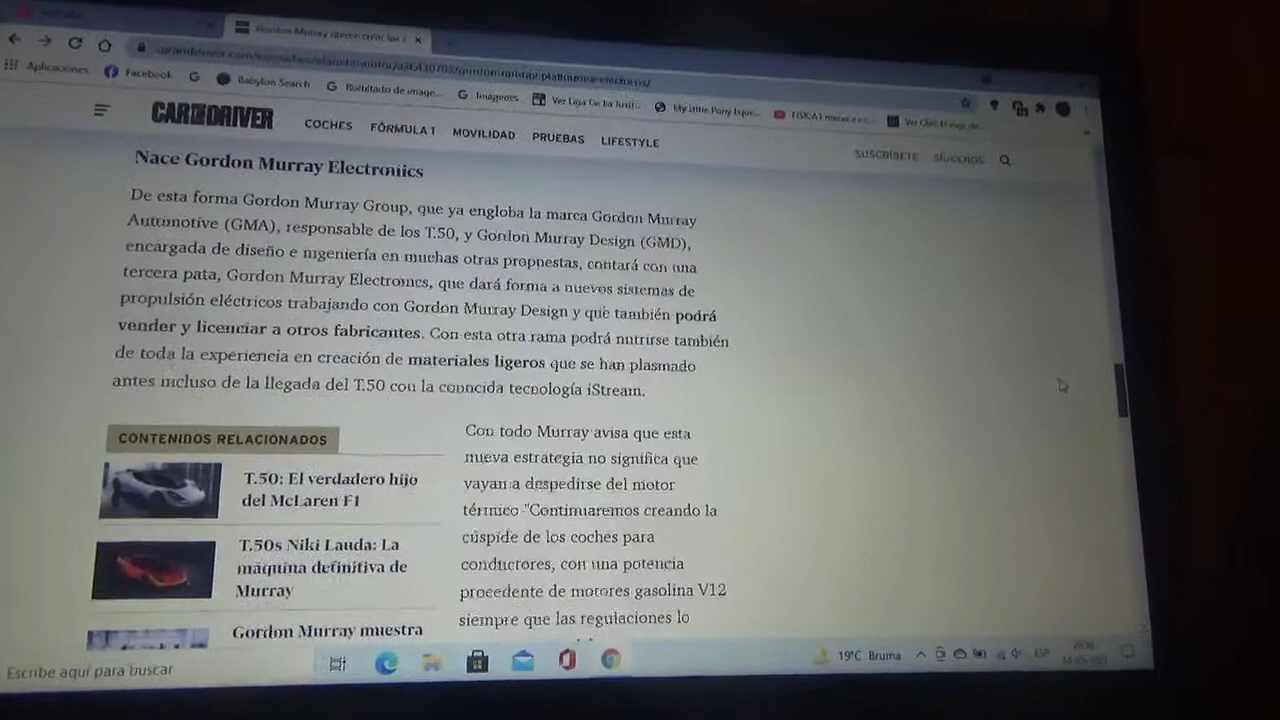 Gordon Murray quiere crear los
Aplicaciones
Facebook
Babylon Search
Resultado de image...
Imágenes
My Little Pony Eque...
CAR AND DRIVER
COCHES
FÓRMULA 1
MOVILIDAD
PRUEBAS
LIFESTYLE
SUSCRÍBETE
SÍGUENOS
Nace Gordon Murray Electronics
De esta forma Gordon Murray Group, que ya engloba la marca Gordon Murray
Automotive (GMA), responsable de los T.50, y Gordon Murray Design (GMD),
encargada de diseño e ingeniería en muchas otras propuestas, contará con una
tercera pata, Gordon Murray Electronics, que dará forma a nuevos sistemas de
propulsión eléctricos trabajando con Gordon Murray Design y que también podrá
vender y licenciar a otros fabricantes. Con esta otra rama podrá nutrirse también
de toda la experiencia en creación de materiales ligeros que se han plasmado
antes incluso de la llegada del T.50 con la conocida tecnología iStream.
CONTENIDOS RELACIONADOS
T.50: El verdadero hijo
del McLaren F1
T.50s Niki Lauda: La
máquina definitiva de
Murray
Gordon Murray muestra
Con todo Murray avisa que esta
nueva estrategia no significa que
vayan a despedirse del motor
térmico "Continuaremos creando la
cúspide de los coches para
conductores, con una potencia
procedente de motores gasolina V12
siempre que las regulaciones lo
Escribe aquí para buscar
19°C Bruma
ESP